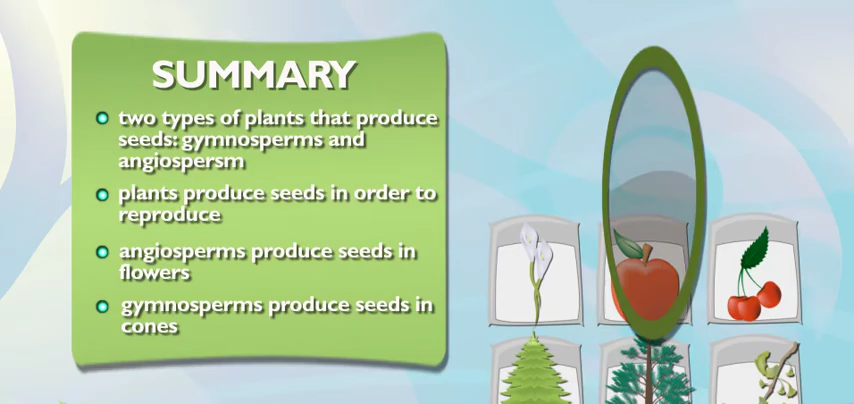 SUMMARY
two types of plants that produce
seeds: gymnosperms and
angiospersm
plants produce seeds in order to
reproduce
angiosperms produce seeds in
flowers
gymnosperms produce seeds in
cones